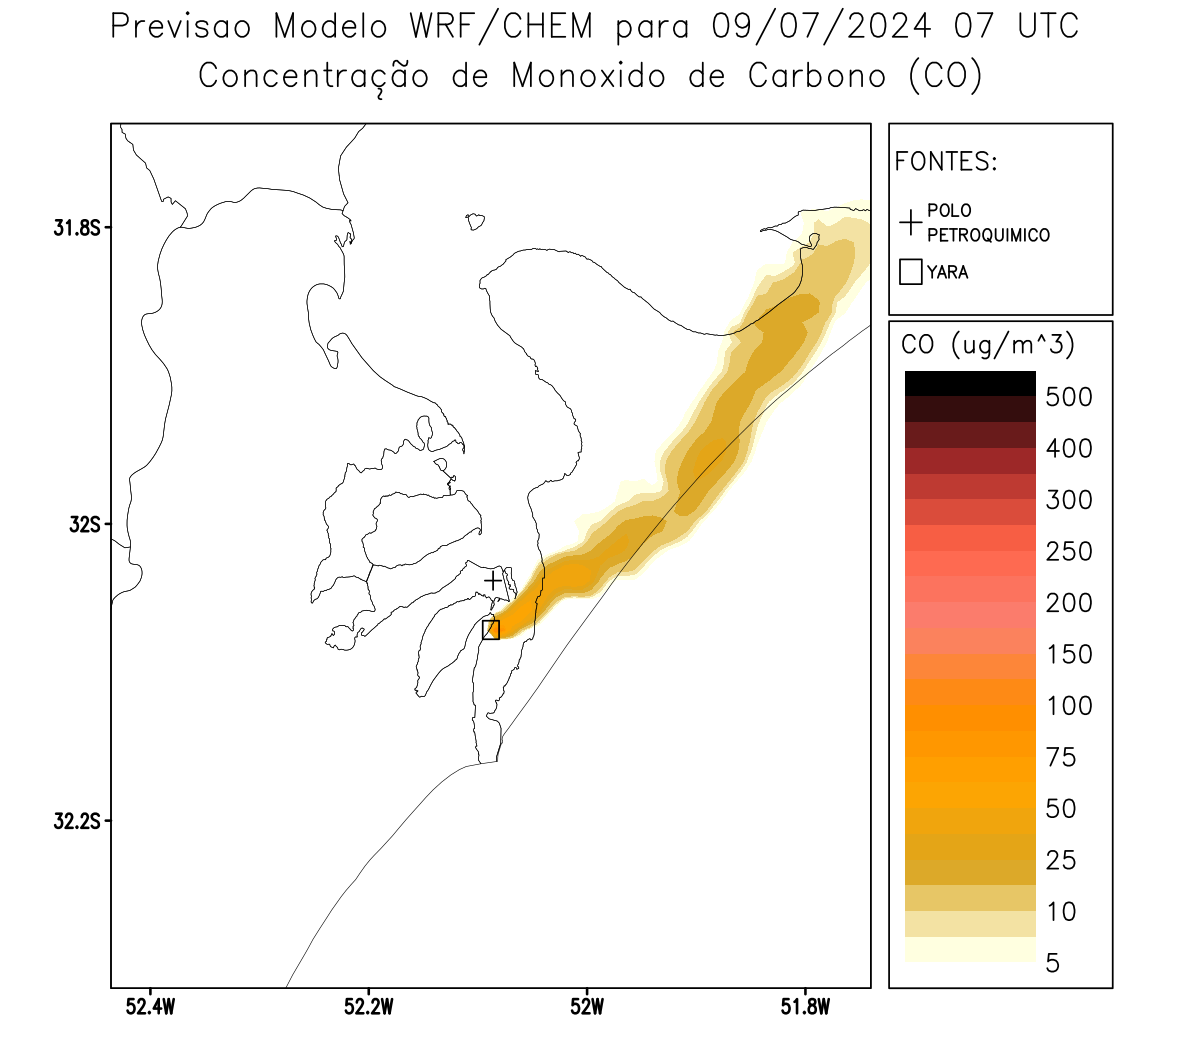 Previsao Modelo WRF/CHEM para 09/07/2024 07 UTC
Concentração de Monoxido de Carbono (CO)
FONTES:
POLO
PETROQUIMICO
YARA
CO (ug/m^3)
500
400
300
250
200
150
100
75
50
25
10
5
31.8S
32S
32.2S
52.4W
52.2W
52W
51.8W